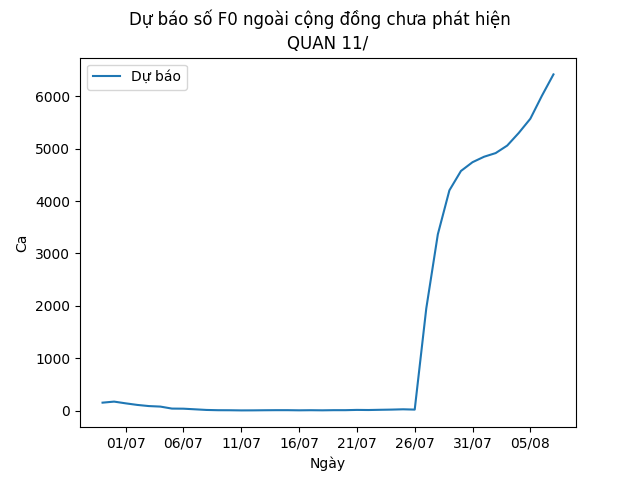 Dự báo số F0 ngoài cộng đồng chưa phát hiện
QUAN 11/
Dự báo
6000
5000
4000
3000
2000
1000
0
Ca
01/07 06/07 11/07 16/07 21/07 26/07 31/07 05/08
Ngày